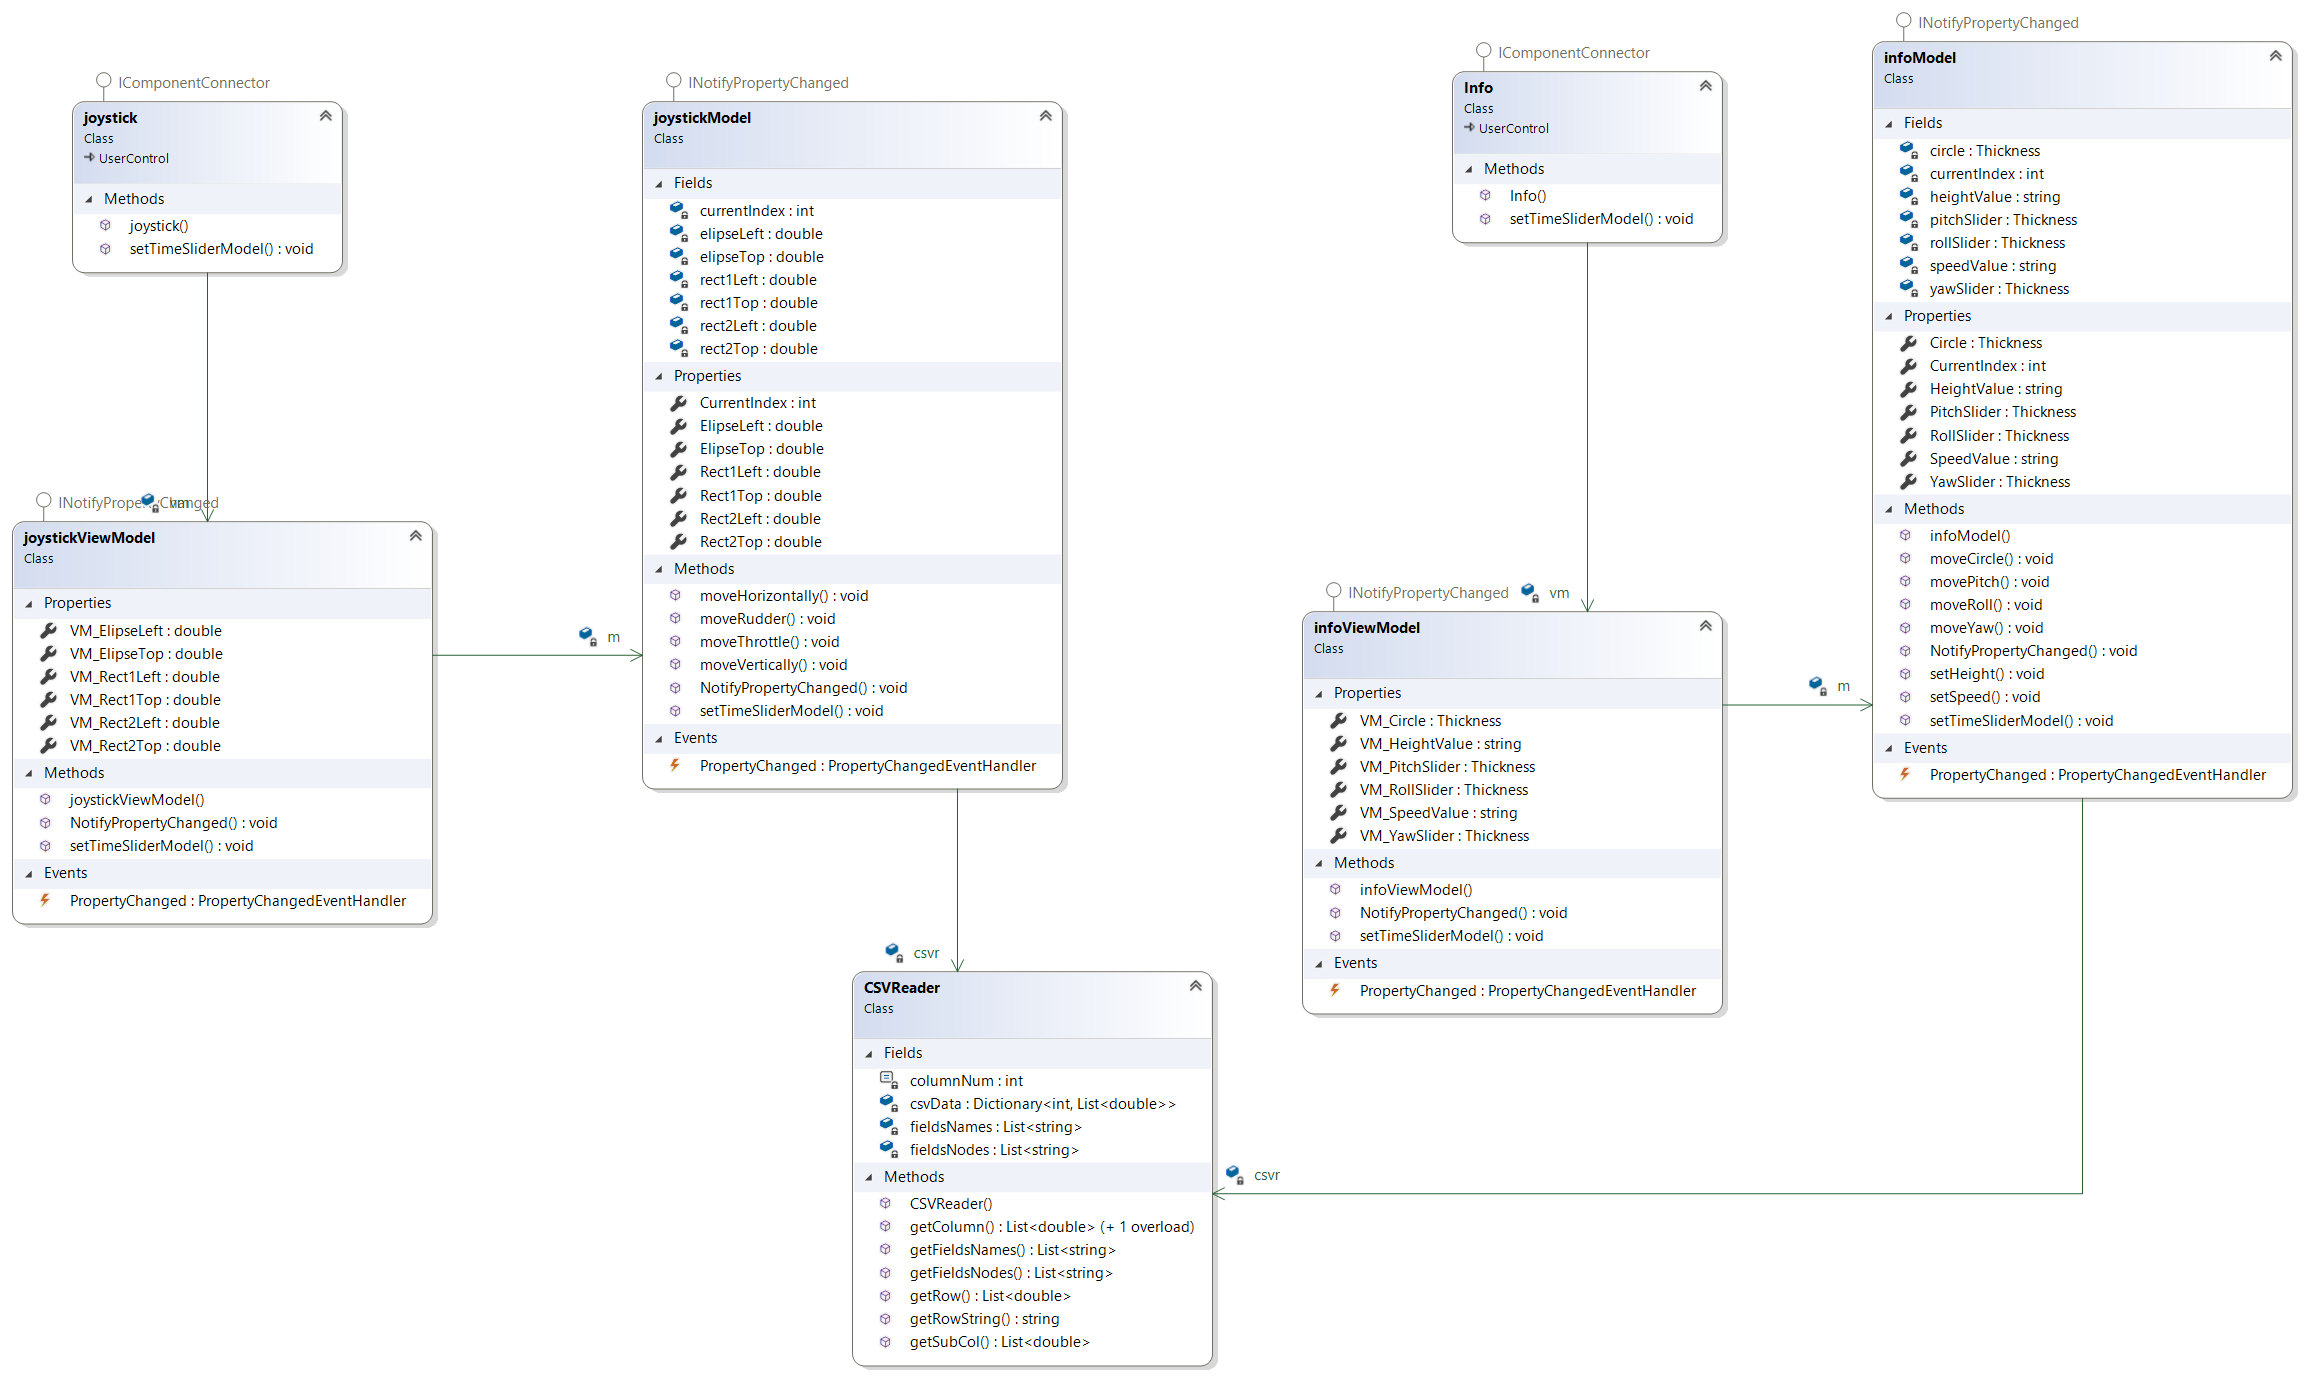 IComponentConnector
joystick
Class
UserControl
Methods
joystick()
setTimeSliderModel() : void
INotifyPropertyChanged
vm
joystickViewModel
Class
Properties
VM_ElipseLeft : double
VM_ElipseTop : double
VM_Rect1Left : double
VM_Rect1Top : double
VM_Rect2Left : double
VM_Rect2Top : double
Methods
joystickViewModel()
NotifyPropertyChanged() : void
setTimeSliderModel() : void
Events
PropertyChanged : PropertyChangedEventHandler
m
INotifyPropertyChanged
joystickModel
Class
Fields
currentIndex : int
elipseLeft : double
elipseTop : double
rect1Left : double
rect1Top : double
rect2Left : double
rect2Top : double
Properties
CurrentIndex : int
ElipseLeft : double
ElipseTop : double
Rect1Left : double
Rect1Top : double
Rect2Left : double
Rect2Top : double
Methods
moveHorizontally() : void
moveRudder() : void
moveThrottle() : void
moveVertically() : void
NotifyPropertyChanged() : void
setTimeSliderModel() : void
Events
PropertyChanged : PropertyChangedEventHandler
csvr
CSVReader
Class
Fields
columnNum : int
csvData : Dictionary<int, List<double>>
fieldsNames : List<string>
fieldsNodes : List<string>
Methods
CSVReader()
getColumn() : List<double> (+ 1 overload)
getFieldsNames() : List<string>
getFieldsNodes() : List<string>
getRow() : List<double>
getRowString() : string
getSubCol() : List<double>
csvr
IComponentConnector
Info
Class
UserControl
Methods
Info()
setTimeSliderModel() : void
INotifyPropertyChanged
vm
infoViewModel
Class
Properties
VM_Circle : Thickness
VM_HeightValue : string
VM_PitchSlider : Thickness
VM_RollSlider : Thickness
VM_SpeedValue : string
VM_YawSlider : Thickness
Methods
infoViewModel()
NotifyPropertyChanged() : void
setTimeSliderModel() : void
Events
PropertyChanged : PropertyChangedEventHandler
m
INotifyPropertyChanged
infoModel
Class
Fields
circle : Thickness
currentIndex : int
heightValue : string
pitchSlider : Thickness
rollSlider : Thickness
speedValue : string
yawSlider : Thickness
Properties
Circle : Thickness
CurrentIndex : int
HeightValue : string
PitchSlider : Thickness
RollSlider : Thickness
SpeedValue : string
YawSlider : Thickness
Methods
infoModel()
moveCircle() : void
movePitch() : void
moveRoll() : void
moveYaw() : void
NotifyPropertyChanged() : void
setHeight() : void
setSpeed() : void
setTimeSliderModel() : void
Events
PropertyChanged : PropertyChangedEventHandler